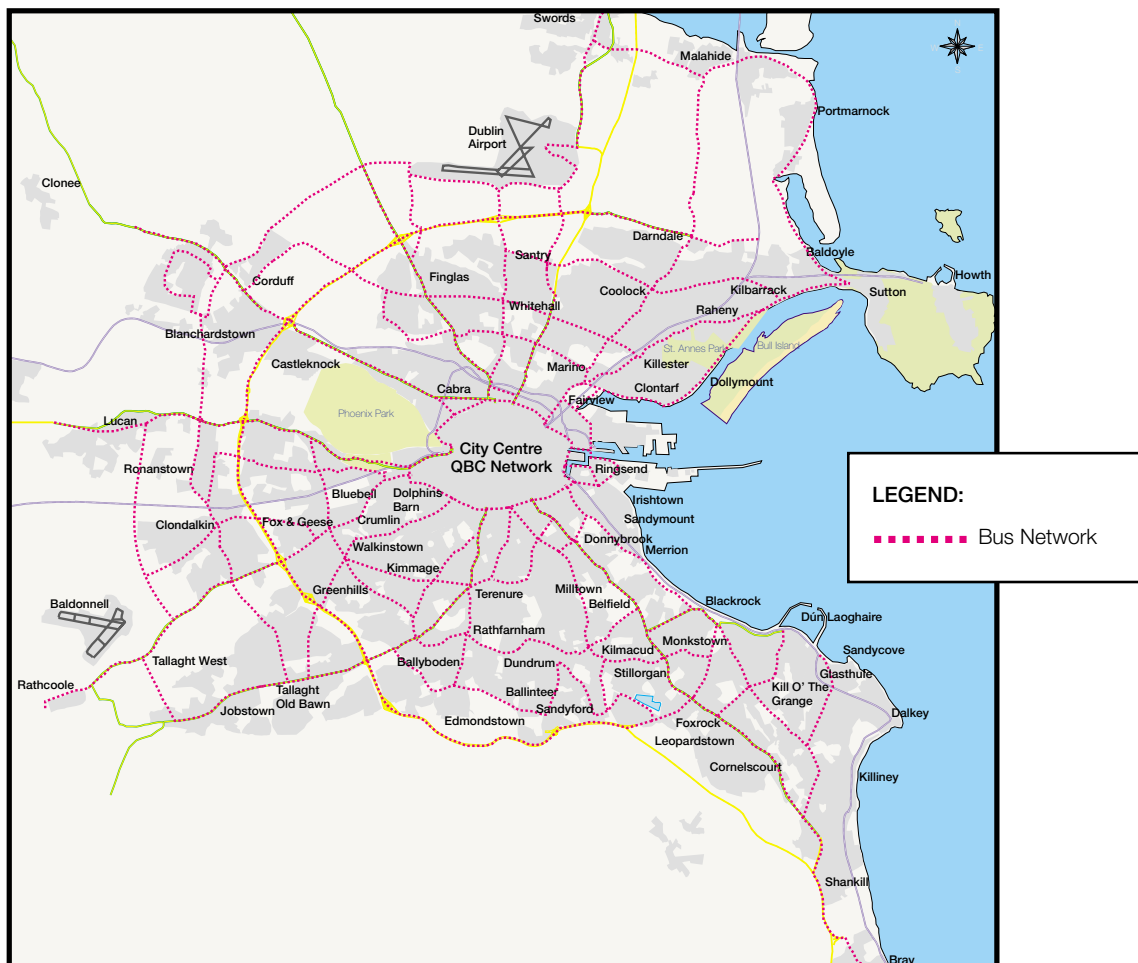 Swords
Malahide
Portmarnock
Dublin
Airport
Clonee
Darndale
Baldoyle
Santry
Howth
Corduff
Finglas
Coolock
Kilbarrack
Sutton
Whitehall
Raheny
Blanchardstown
St. Annes Park
Bull Island
Castleknock
Marino
Killester
Cabra
Clontarf
Dollymount
Fairview
Phoenix Park
Lucan
City Centre
QBC Network
Ronanstown
Ringsend
LEGEND:
Bus Network
Bluebell
Dolphins
Barn
Irishtown
Clondalkin
Fox & Geese
Crumlin
Sandymount
Donnybrook
Walkinstown
Merrion
Kimmage
Greenhills
Terenure
Milltown
Belfield
Blackrock
Baldonnell
Dún Laoghaire
Rathfarnham
Monkstown
Kilmacud
Sandycove
Tallaght West
Ballyboden
Dundrum
Stillorgan
Glasthule
Rathcoole
Tallaght
Old Bawn
Ballinteer
Kill O' The
Grange
Jobstown
Sandyford
Dalkey
Edmondstown
Foxrock
Leopardstown
Cornelscourt
Killiney
Shankill
Bray